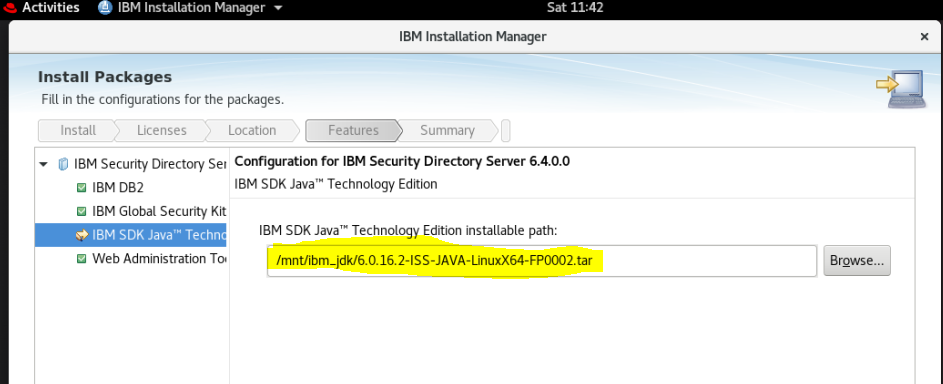 Activities IBM Installation Manager Sat 11:42
IBM Installation Manager
Install Packages
Fill in the configurations for the packages.
Install Licenses Location Features Summary
IBM Security Directory Ser
IBM DB2
IBM Global Security Kit
IBM SDK Java™ Techno
Web Administration Too
Configuration for IBM Security Directory Server 6.4.0.0
IBM SDK Java™ Technology Edition
IBM SDK Java™ Technology Edition installable path:
/mnt/ibm_jdk/6.0.16.2-ISS-JAVA-LinuxX64-FP0002.tar
Browse...